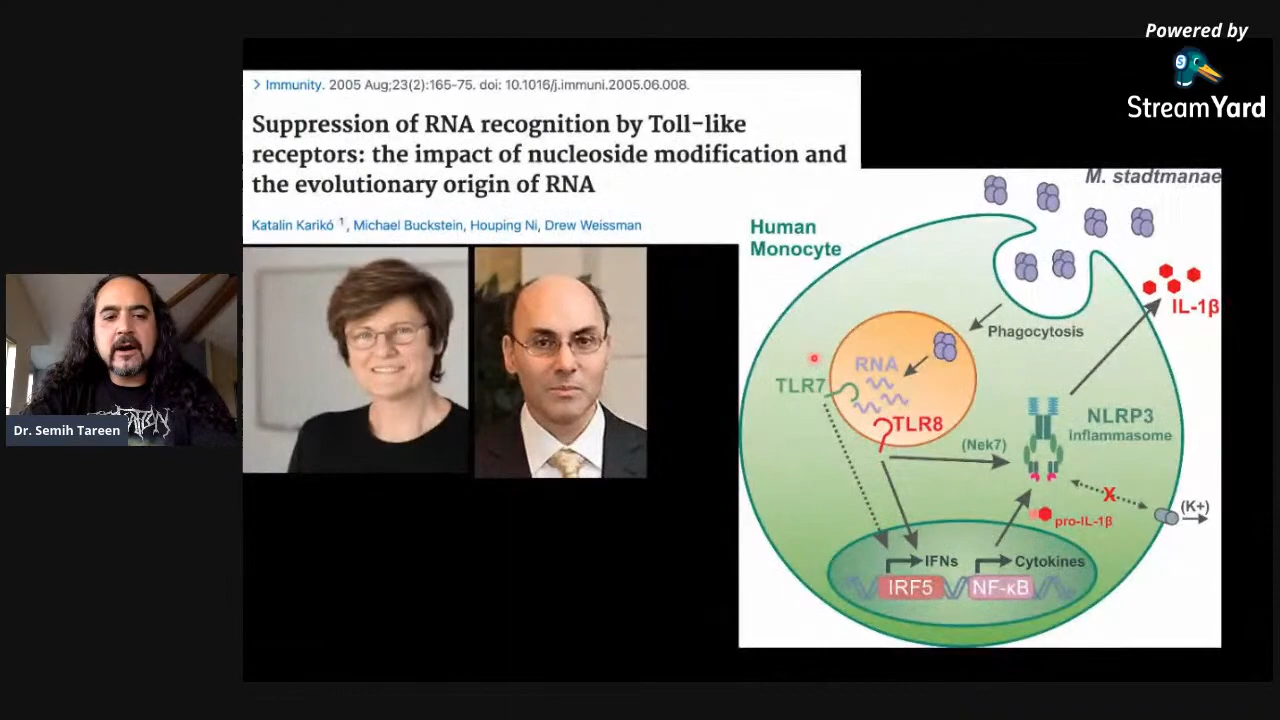 Powered by
StreamYard
> Immunity. 2005 Aug;23(2):165-75. doi: 10.1016/j.immuni.2005.06.008.
Suppression of RNA recognition by Toll-like
receptors: the impact of nucleoside modification and
the evolutionary origin of RNA
Katalin Karikó 1, Michael Buckstein, Houping Ni, Drew Weissman
M. stadtmanae
Human
Monocyte
IL-1β
Phagocytosis
RNA
TLR7
TLR8
NLRP3
Inflammasome
(Nek7)
X
(K+)
pro-IL-1β
IFNs
Cytokines
IRF5
NF-κB
Dr. Semih Tareen